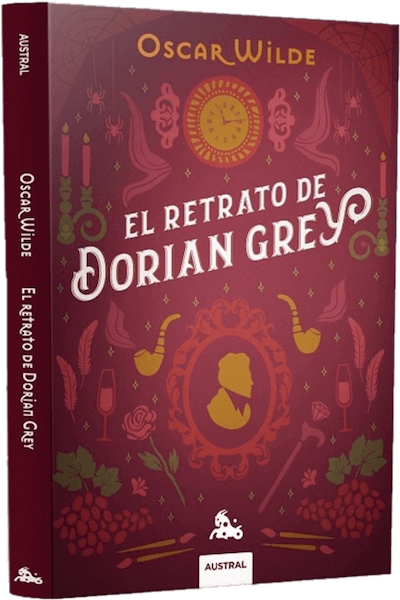 OSCAR WILDE
EL RETRATO DE
DORIAN GREY
AUSTRAL
AUSTRAL
OSCAR WILDE
EL RETRATO DE DORIAN GREY